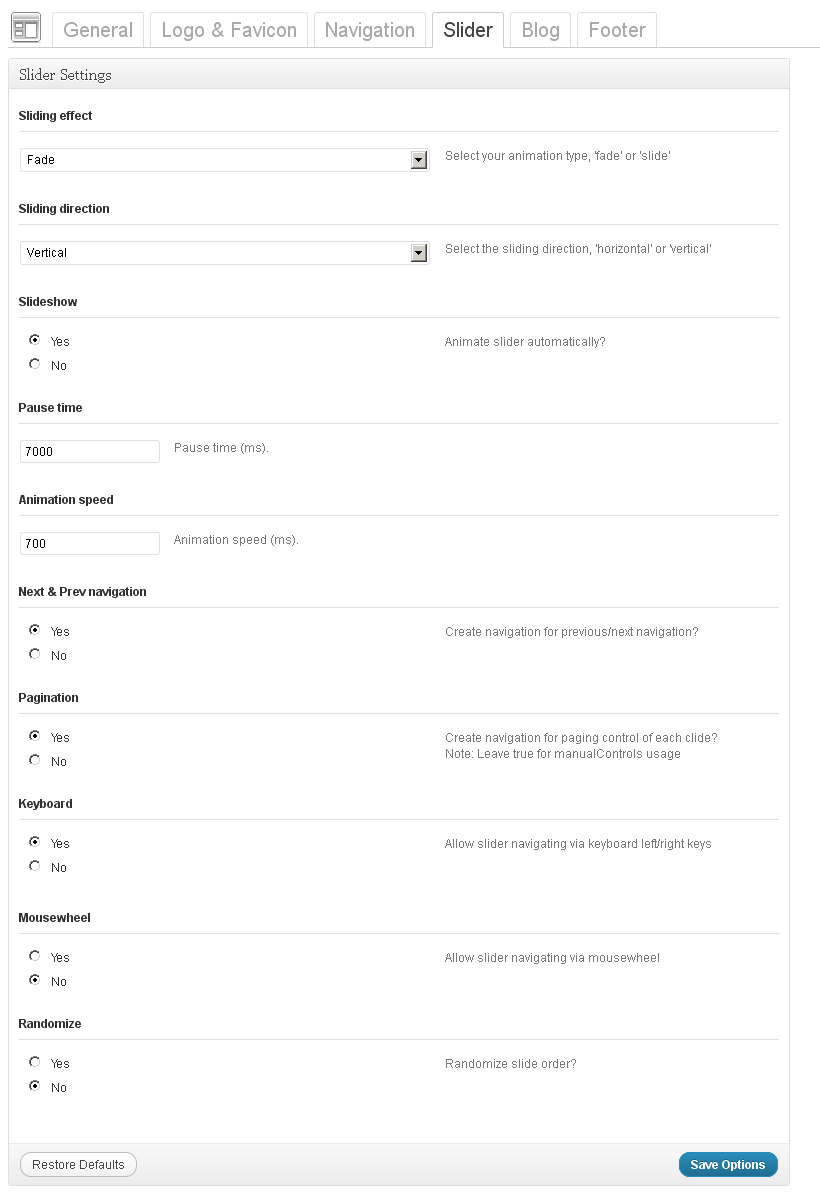 General Logo & Favicon Navigation Slider Blog Footer
Slider Settings
Sliding effect
Fade
Select your animation type, 'fade' or 'slide'
Sliding direction
Vertical
Select the sliding direction, 'horizontal' or 'vertical'
Slideshow
Yes
Animate slider automatically?
No
Pause time
7000
Pause time (ms).
Animation speed
700
Animation speed (ms).
Next & Prev navigation
Yes
Create navigation for previous/next navigation?
No
Pagination
Yes
Create navigation for paging control of each clide?
Note: Leave true for manualControls usage
No
Keyboard
Yes
Allow slider navigating via keyboard left/right keys
No
Mousewheel
Yes
Allow slider navigating via mousewheel
No
Randomize
Yes
Randomize slide order?
No
Restore Defaults
Save Options